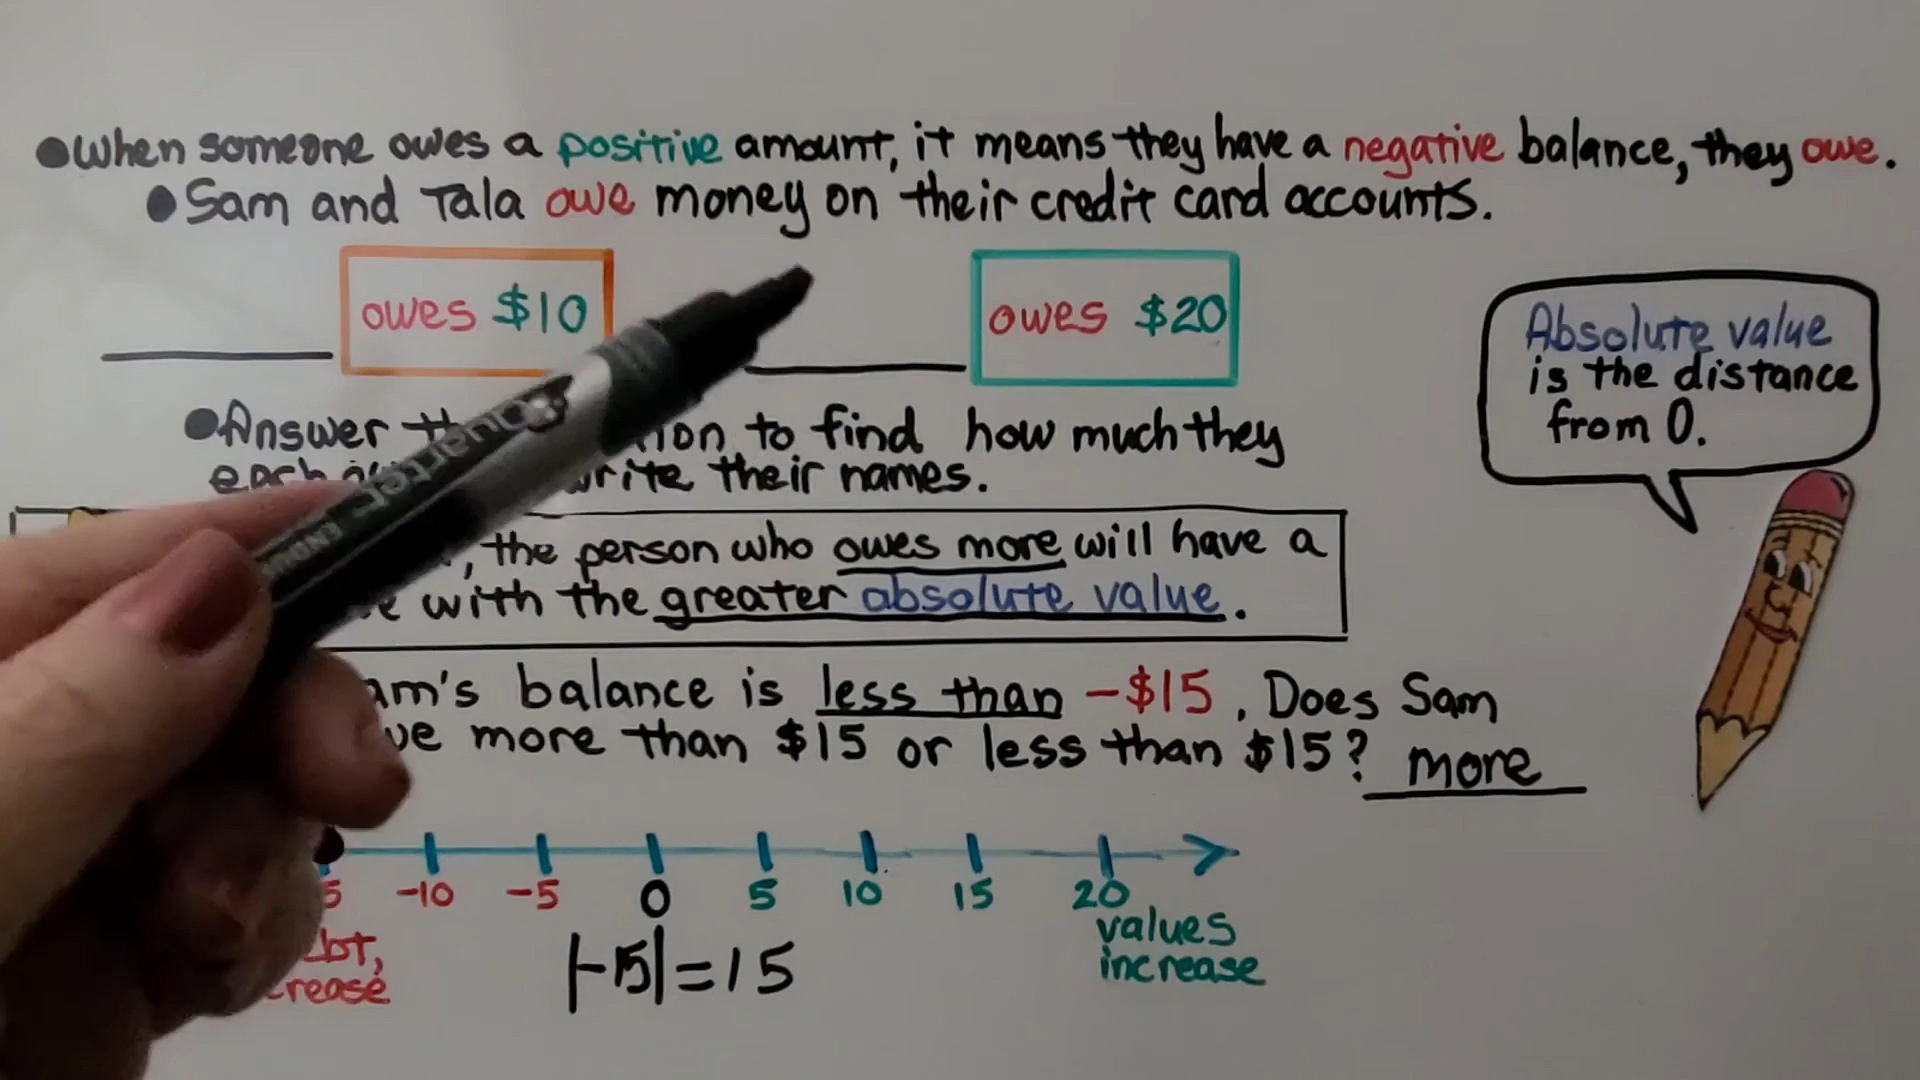 When someone owes a positive amount, it means they have a negative balance, they owe.
Sam and Tala owe money on their credit card accounts.
owes $10
owes $20
Absolute value
is the distance
from 0.
Answer to find how much they
each write their names.
, the person who owes more will have a
with the greater absolute value.
am's balance is less than -$15. Does Sam
more than $15 or less than $15? more
5 -10 -5 0 5 10 15 20
values
increase
|-15|=15
Quartet